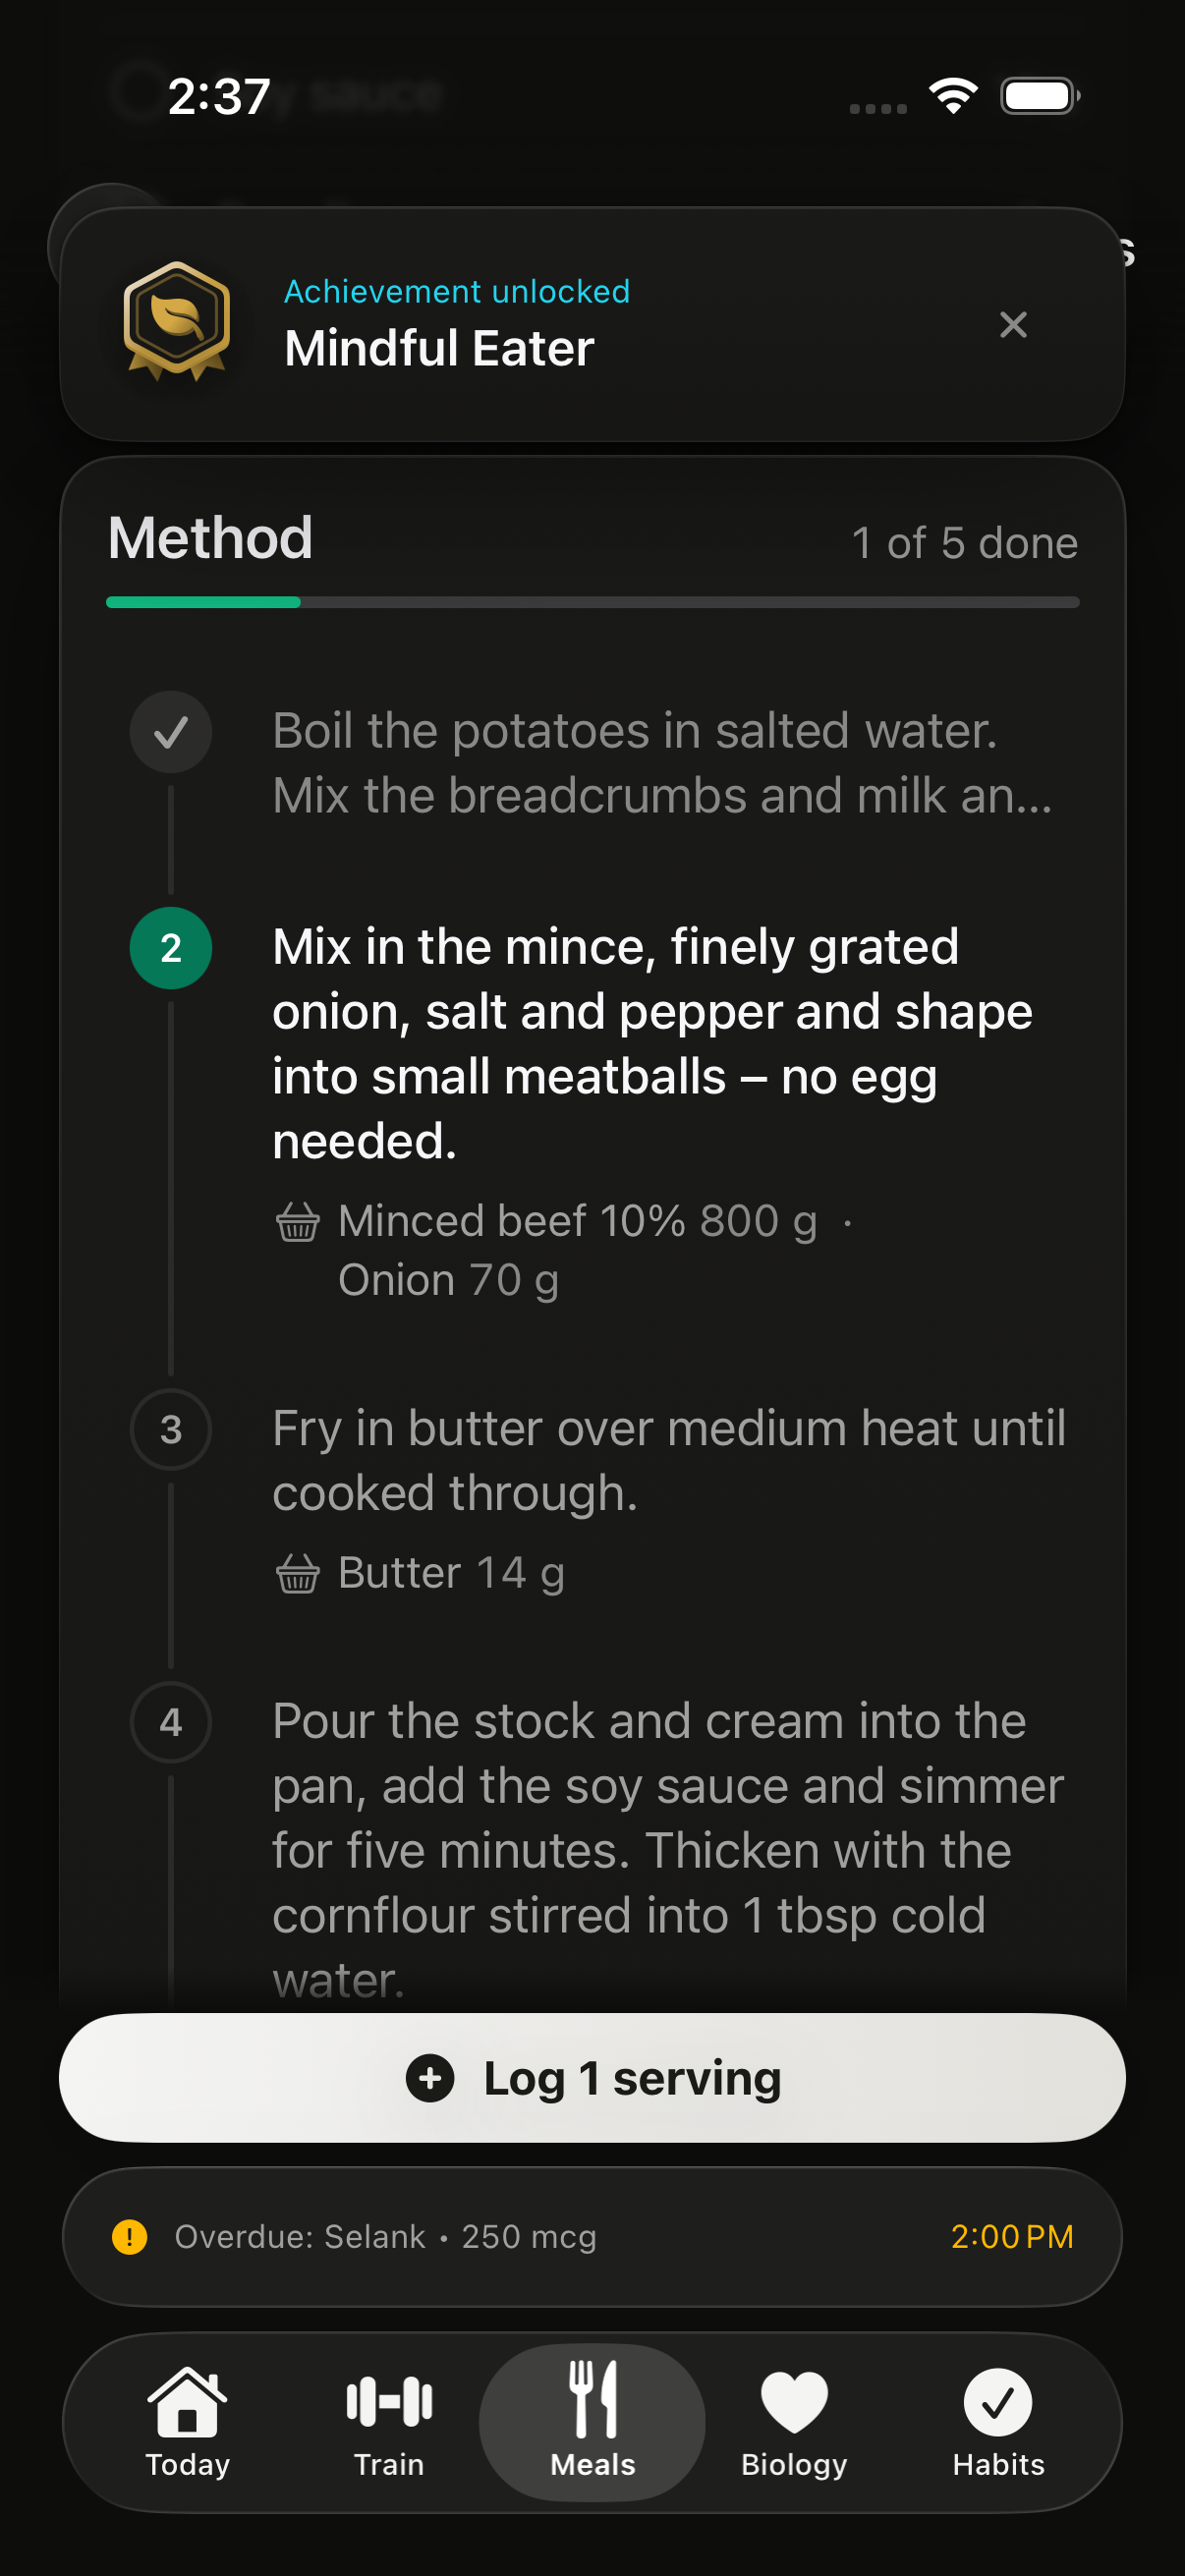 2:37
Achievement unlocked
Mindful Eater
Method
1 of 5 done
Boil the potatoes in salted water.
Mix the breadcrumbs and milk an...
2
Mix in the mince, finely grated
onion, salt and pepper and shape
into small meatballs – no egg
needed.
Minced beef 10% 800 g ·
Onion 70 g
3
Fry in butter over medium heat until
cooked through.
Butter 14 g
4
Pour the stock and cream into the
pan, add the soy sauce and simmer
for five minutes. Thicken with the
cornflour stirred into 1 tbsp cold
water.
Log 1 serving
Overdue: Selank • 250 mcg
2:00 PM
Today
Train
Meals
Biology
Habits